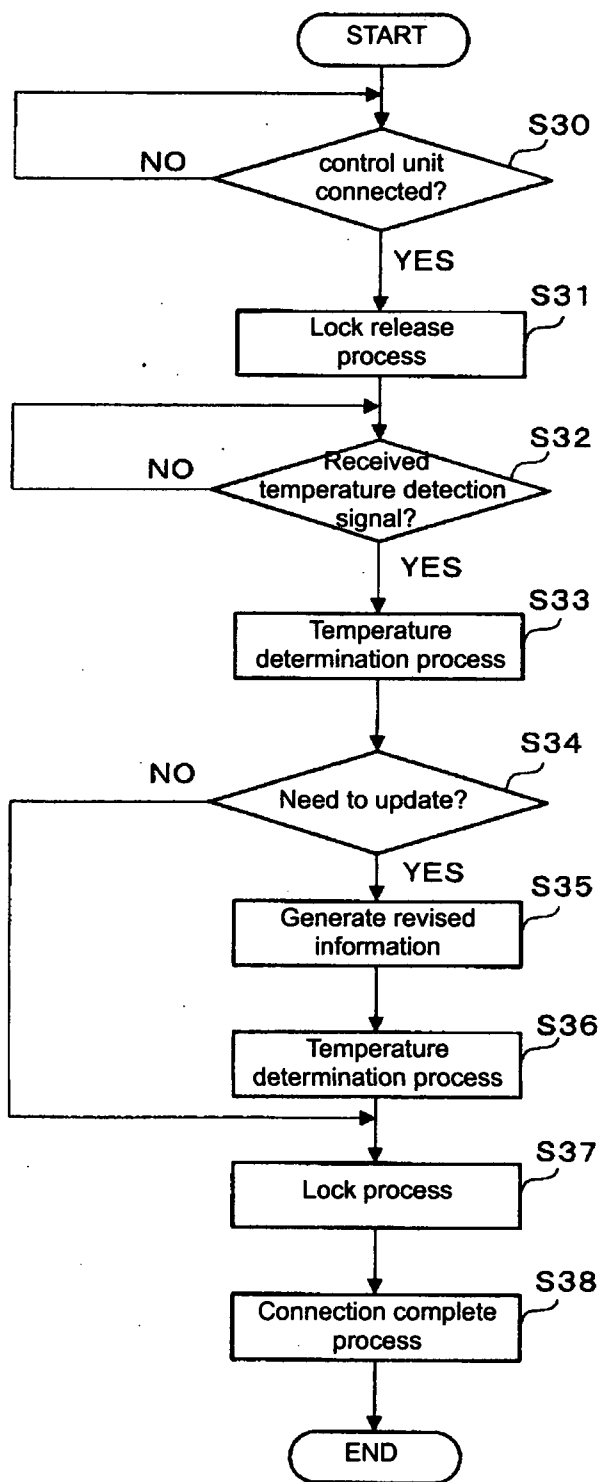 START
S30
NO
control unit
connected?
YES
S31
Lock release
process
S32
NO
Received
temperature detection
signal?
YES
S33
Temperature
determination process
S34
NO
Need to update?
YES
S35
Generate revised
information
S36
Temperature
determination process
S37
Lock process
S38
Connection complete
process
END